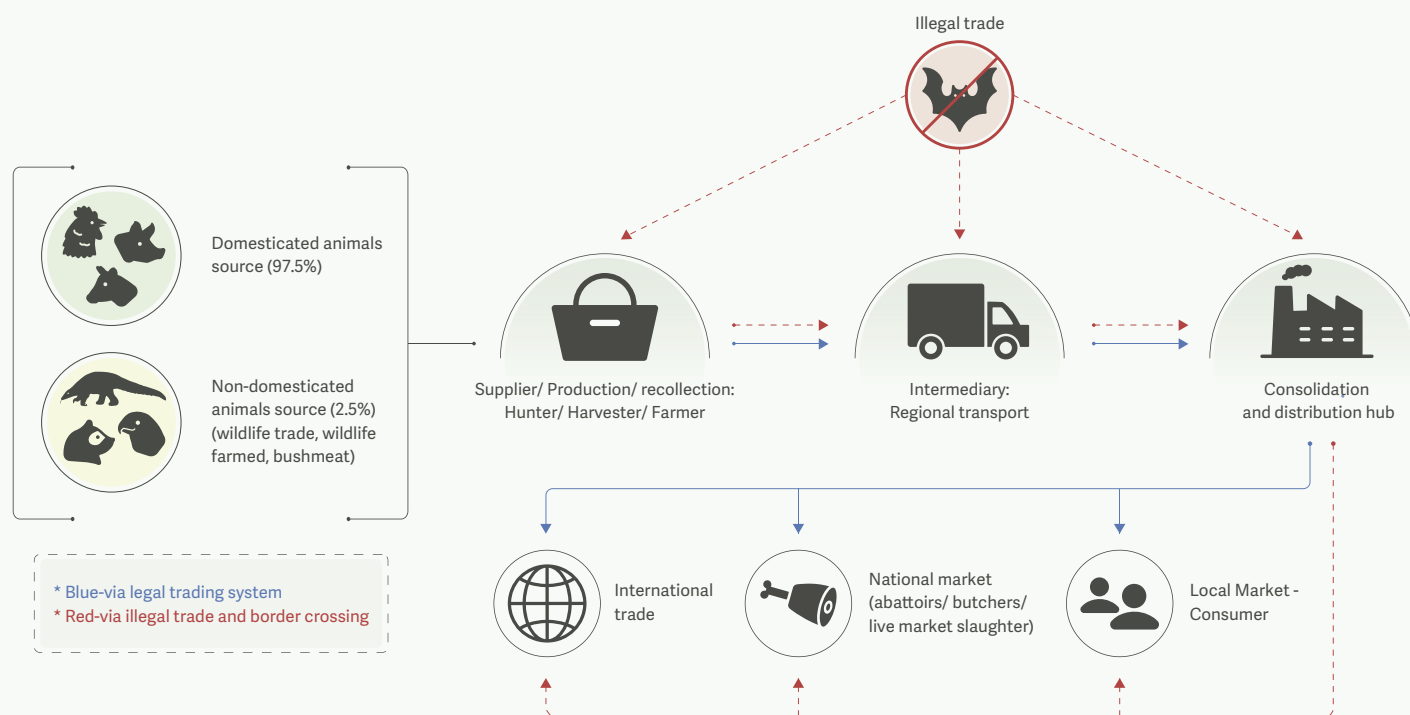 Illegal trade
Domesticated animals
source (97.5%)
Non-domesticated
animals source (2.5%)
(wildlife trade, wildlife
farmed, bushmeat)
Supplier/ Production/ recollection:
Hunter/ Harvester/ Farmer
Intermediary:
Regional transport
Consolidation
and distribution hub
* Blue-via legal trading system
* Red-via illegal trade and border crossing
International
trade
National market
(abattoirs/ butchers/
live market slaughter)
Local Market -
Consumer